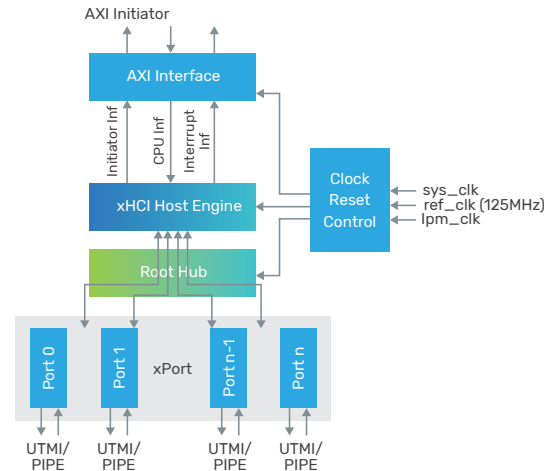 AXI Initiator
AXI Interface
Initiator Inf
CPU Inf
Interrrupt
Inf
Clock
Reset
Control
sys_clk
ref_clk (125MHz)
lpm_clk
xHCI Host Engine
Root Hub
Port 0
Port 1
xPort
Port n-1
Port n
UTMI/
PIPE
UTMI/
PIPE
UTMI/
PIPE
UTMI/
PIPE